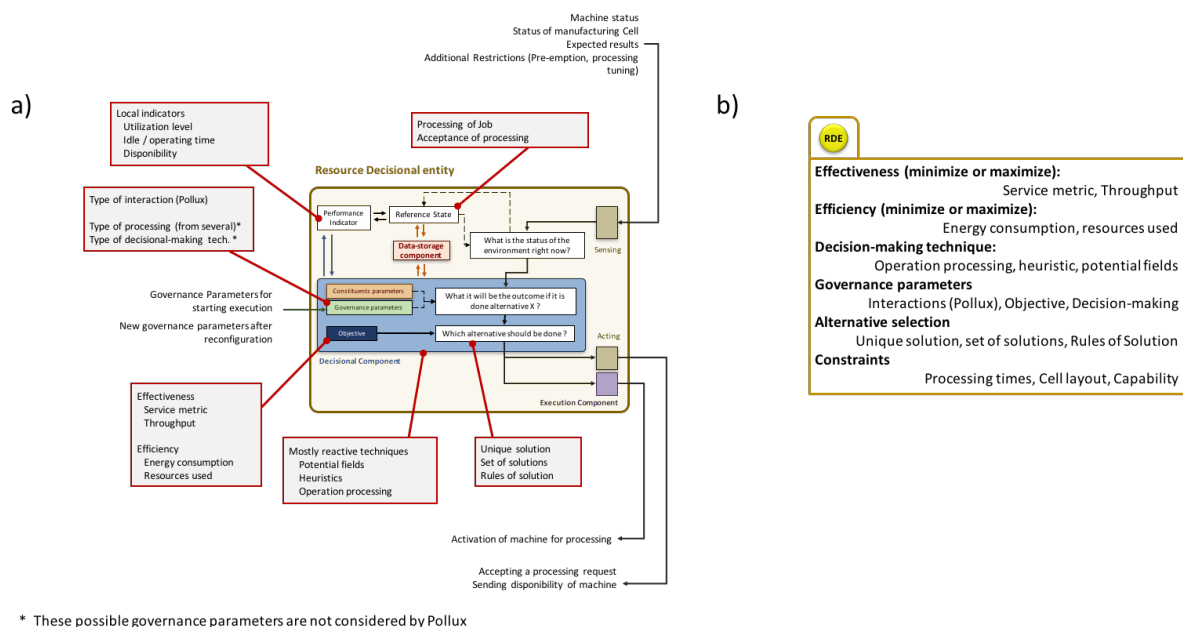 Machine status
Status of manufacturing Cell
Expected results
Additional Restrictions (Pre-emption, processing
tuning)
a)
b)
Local indicators
Utilization level
Idle / operating time
Disponibility
Processing of Job
Acceptance of processing
Resource Decisional entity
Type of interaction (Pollux)
Type of processing (from several)*
Type of decisional-making tech. *
Performance
Indicator
Reference State
Data-storage
component
What is the status of the
environment right now?
Sensing
Governance Parameters for
starting execution
New governance parameters after
reconfiguration
Constituents parameters
Governance parameters
What it will be the outcome if it is
done alternative X ?
Objective
Which alternative should be done ?
Acting
Decisional Component
Execution Component
Effectiveness
Service metric
Throughput
Efficiency
Energy consumption
Resources used
Mostly reactive techniques
Potential fields
Heuristics
Operation processing
Unique solution
Set of solutions
Rules of solution
Activation of machine for processing
Accepting a processing request
Sending disponibility of machine
RDE
Effectiveness (minimize or maximize):
Service metric, Throughput
Efficiency (minimize or maximize):
Energy consumption, resources used
Decision-making technique:
Operation processing, heuristic, potential fields
Governance parameters
Interactions (Pollux), Objective, Decision-making
Alternative selection
Unique solution, set of solutions, Rules of Solution
Constraints
Processing times, Cell layout, Capability
* These possible governance parameters are not considered by Pollux